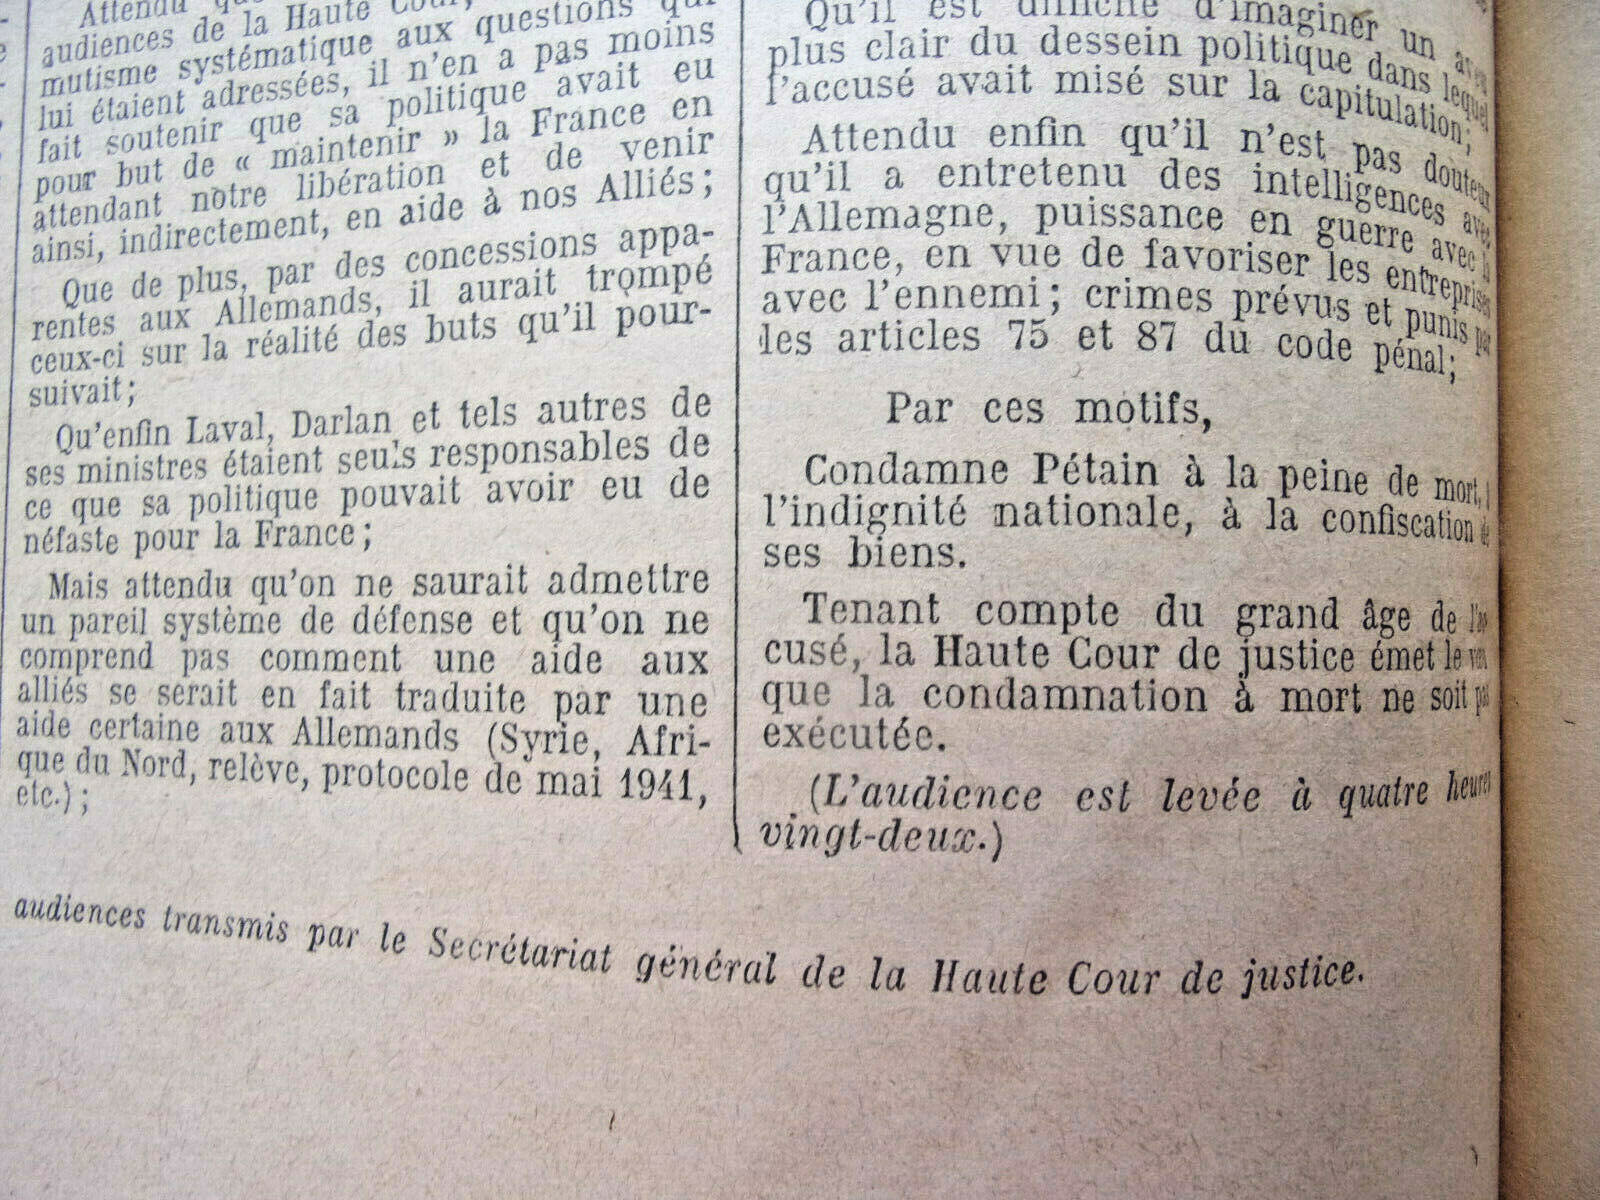 Attendu que
audiences de la Haute Cour,
mutisme systématique aux questions qui
lui étaient adressées, il n'en a pas moins
fait soutenir que sa politique avait eu
pour but de « maintenir » la France en
attendant notre libération et de venir
ainsi, indirectement, en aide à nos Alliés;
Que de plus, par des concessions appa-
rentes aux Allemands, il aurait trompé
ceux-ci sur la réalité des buts qu'il pour-
suivait;
Qu'enfin Laval, Darlan et tels autres de
ses ministres étaient seuls responsables de
ce que sa politique pouvait avoir eu de
néfaste pour la France;
Mais attendu qu'on ne saurait admettre
un pareil système de défense et qu'on ne
comprend pas comment une aide aux
alliés se serait en fait traduite par une
aide certaine aux Allemands (Syrie, Afri-
que du Nord, relève, protocole de mai 1941,
etc.);
Qu'il est difficile d'imaginer un aveu
plus clair du dessein politique dans lequel
l'accusé avait misé sur la capitulation;
Attendu enfin qu'il n'est pas douteux
qu'il a entretenu des intelligences avec
l'Allemagne, puissance en guerre avec la
France, en vue de favoriser les entreprises
avec l'ennemi; crimes prévus et punis par
les articles 75 et 87 du code pénal;
Par ces motifs,
Condamne Pétain à la peine de mort,
l'indignité nationale, à la confiscation de
ses biens.
Tenant compte du grand âge de l'ac
cusé, la Haute Cour de justice émet le vœu
que la condamnation à mort ne soit pas
exécutée.
(L'audience est levée à quatre heures
vingt-deux.)
audiences transmis par le Secrétariat général de la Haute Cour de justice.